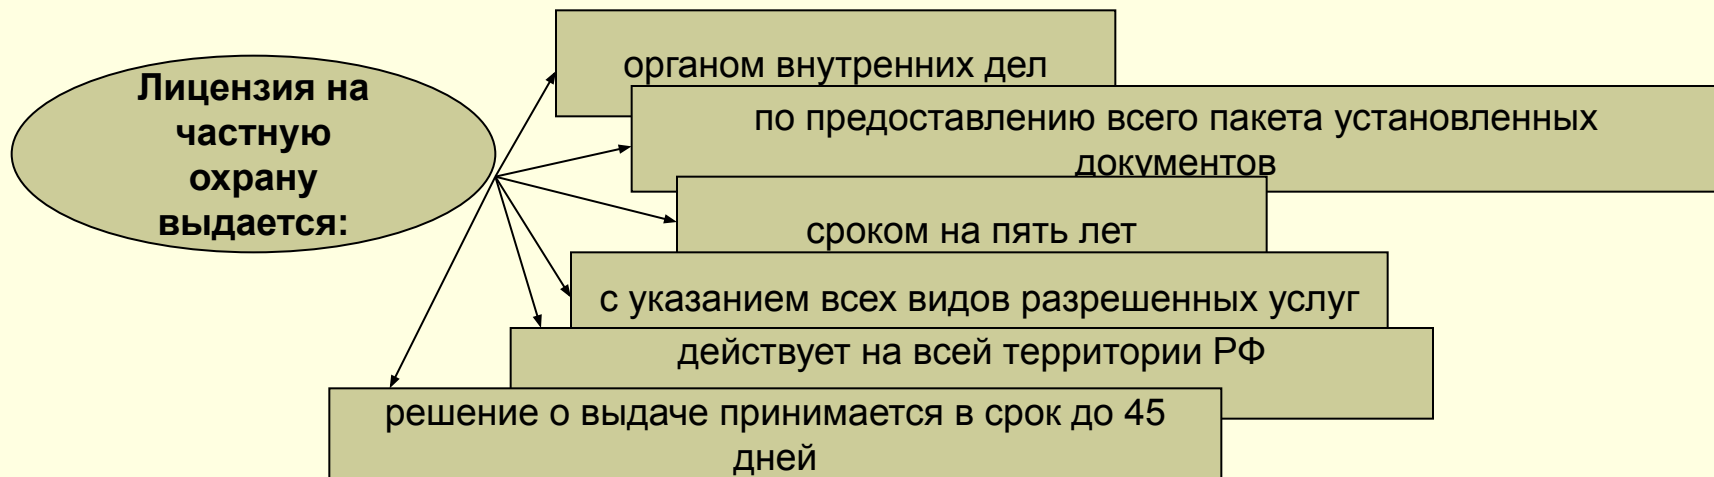 Лицензия на
частную
охрану
выдается:
органом внутренних дел
по предоставлению всего пакета установленных
документов
сроком на пять лет
с указанием всех видов разрешенных услуг
действует на всей территории РФ
решение о выдаче принимается в срок до 45
дней